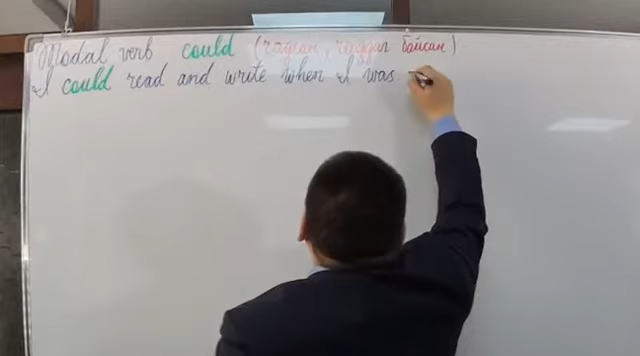 Modal verb could (
I could read and write when I was